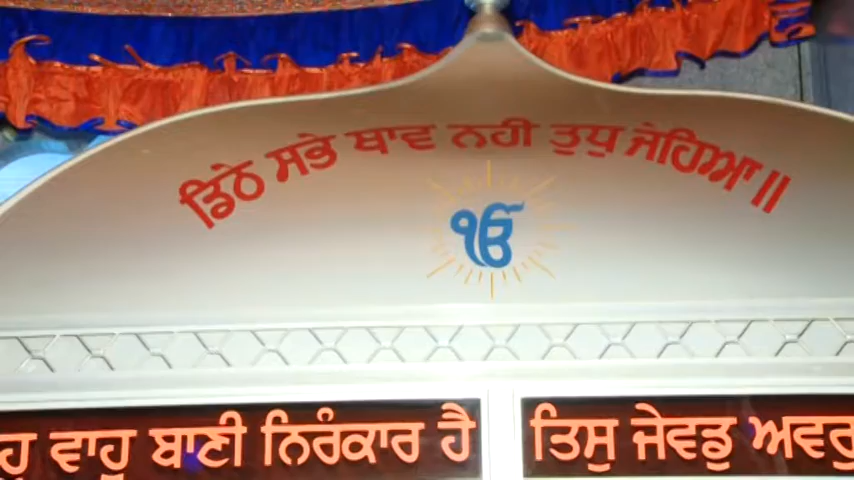 ਡਿਠੇ ਸਭੇ ਥਾਵ ਨਹੀ ਤੁਧੁ ਜੇਹਿਆ॥
ੴ
ਵਾਹੁ ਬਾਣੀ ਨਿਰੰਕਾਰ ਹੈ ਤਿਸੁ ਜੇਵਡੁ ਅਵਰੁ